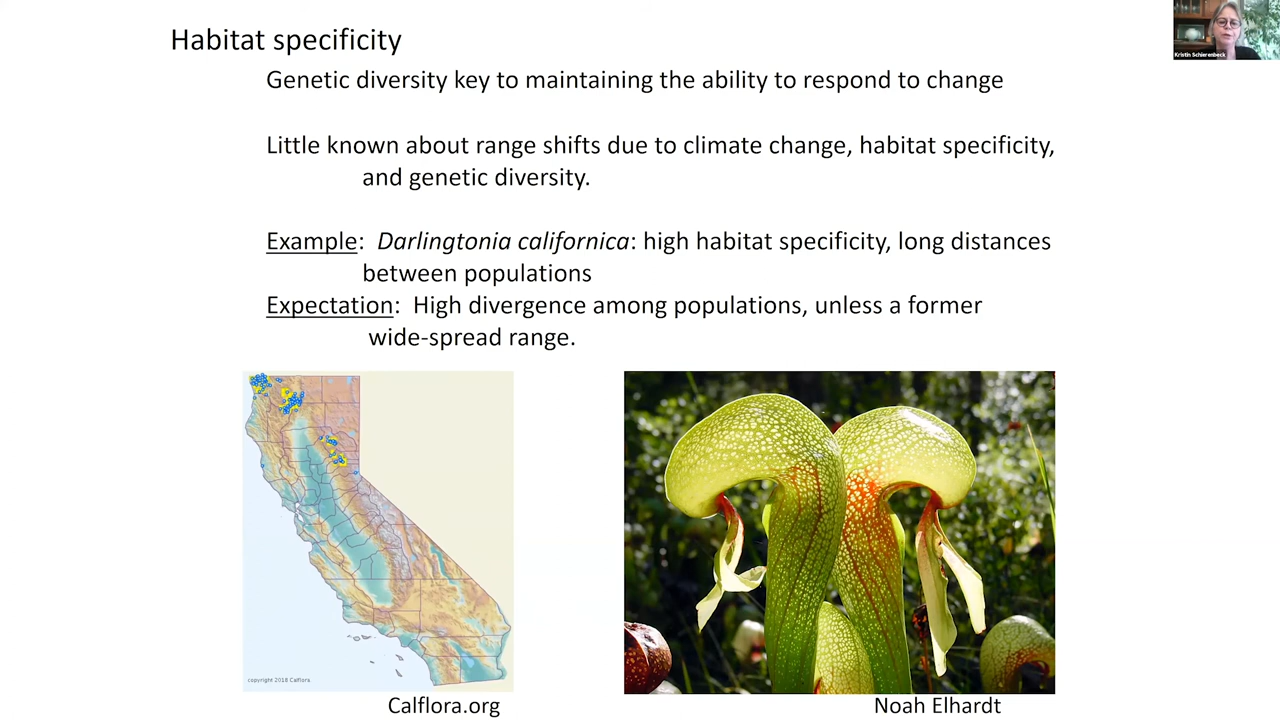 Habitat specificity
Kristin Schierenbeck
Genetic diversity key to maintaining the ability to respond to change
Little known about range shifts due to climate change, habitat specificity,
and genetic diversity.
Example: Darlingtonia californica: high habitat specificity, long distances
between populations
Expectation: High divergence among populations, unless a former
wide-spread range.
copyright 2018 Calflora
Calflora.org
Noah Elhardt